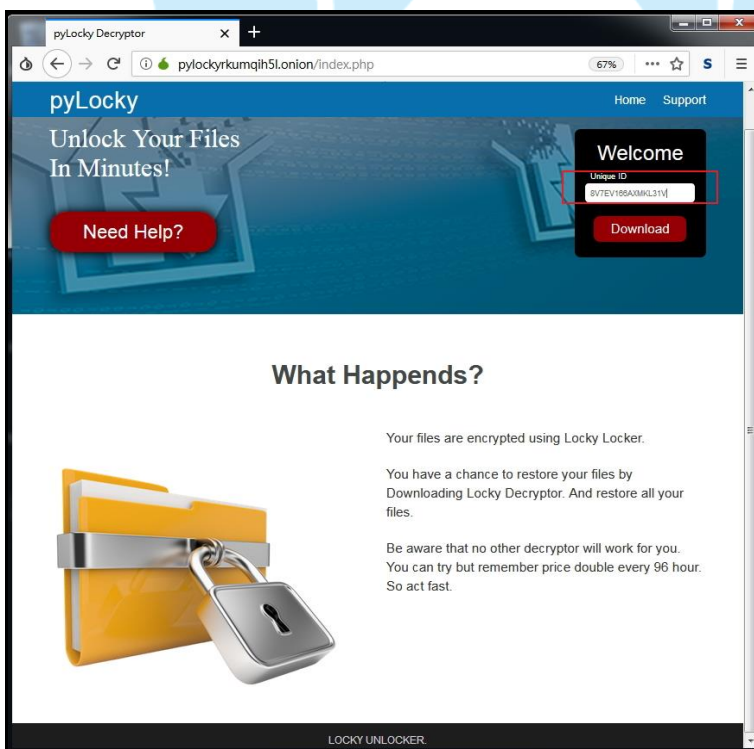 pyLocky Decryptor
pylockyrkumqih5l.onion/index.php
67%
S
pyLocky
Home Support
Unlock Your Files
In Minutes!
Need Help?
Welcome
Unique ID
8V7EV166AXMKL31V
Download
What Happends?
Your files are encrypted using Locky Locker.
You have a chance to restore your files by
Downloading Locky Decryptor. And restore all your
files.
Be aware that no other decryptor will work for you.
You can try but remember price double every 96 hour.
So act fast.
LOCKY UNLOCKER.